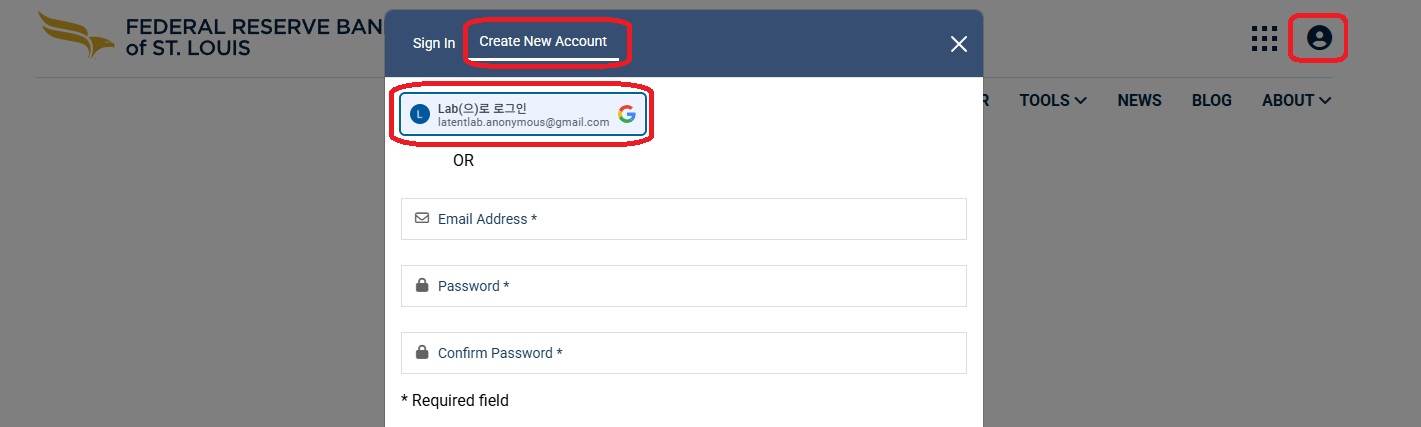 FEDERAL RESERVE BAN
of ST. LOUIS
Sign In
Create New Account
TOOLS
NEWS
BLOG
ABOUT
L
Lab(으)로 로그인
latentlab.anonymous@gmail.com
OR
Email Address *
Password *
Confirm Password *
* Required field